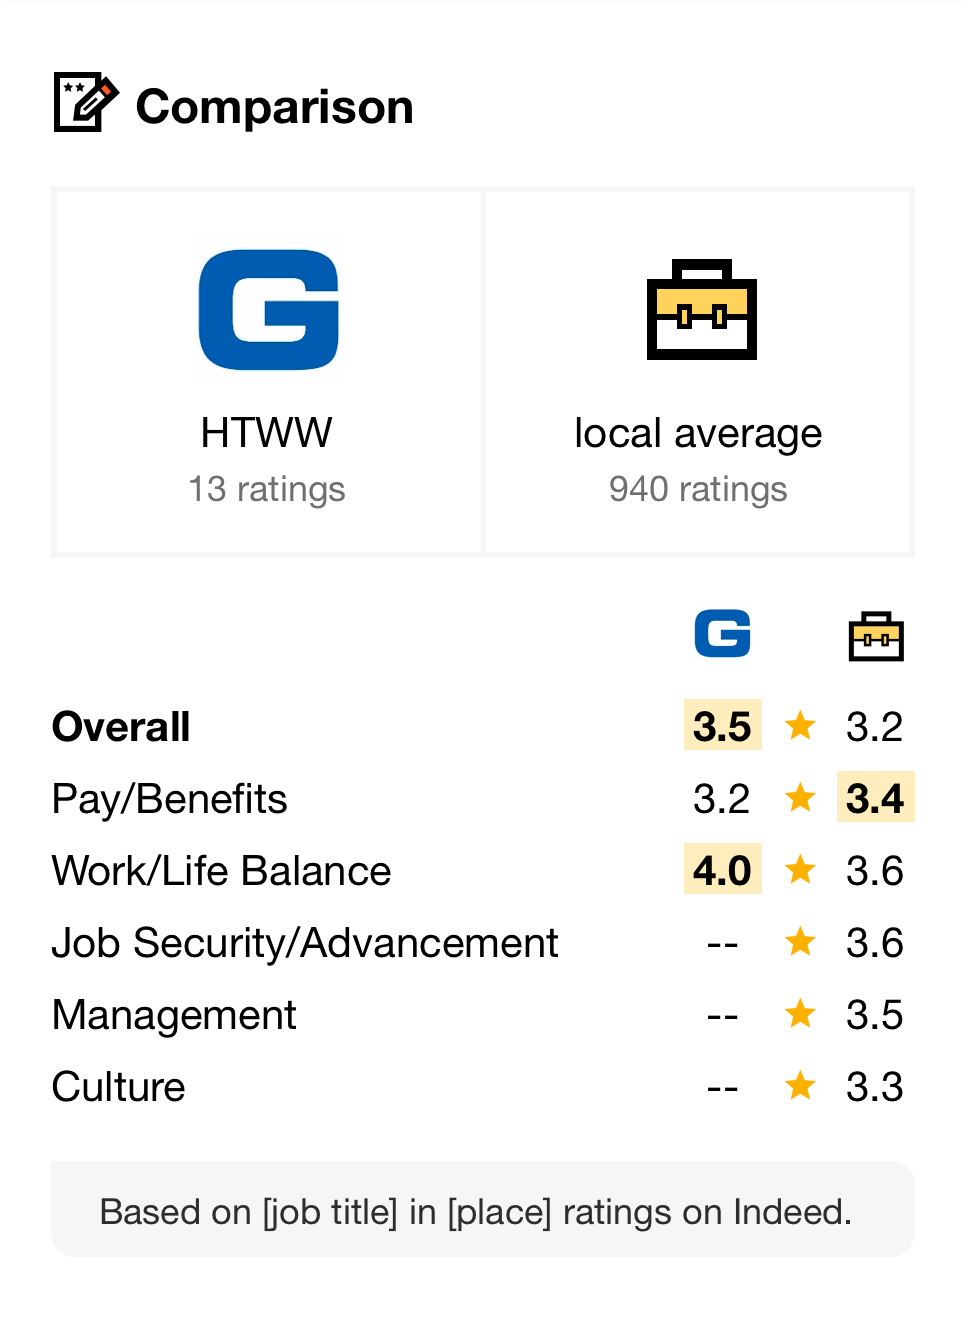 Comparison
G
HTWW
13 ratings
local average
940 ratings
G
Overall 3.5 3.2
Pay/Benefits 3.2 3.4
Work/Life Balance 4.0 3.6
Job Security/Advancement -- 3.6
Management -- 3.5
Culture -- 3.3
Based on [job title] in [place] ratings on Indeed.